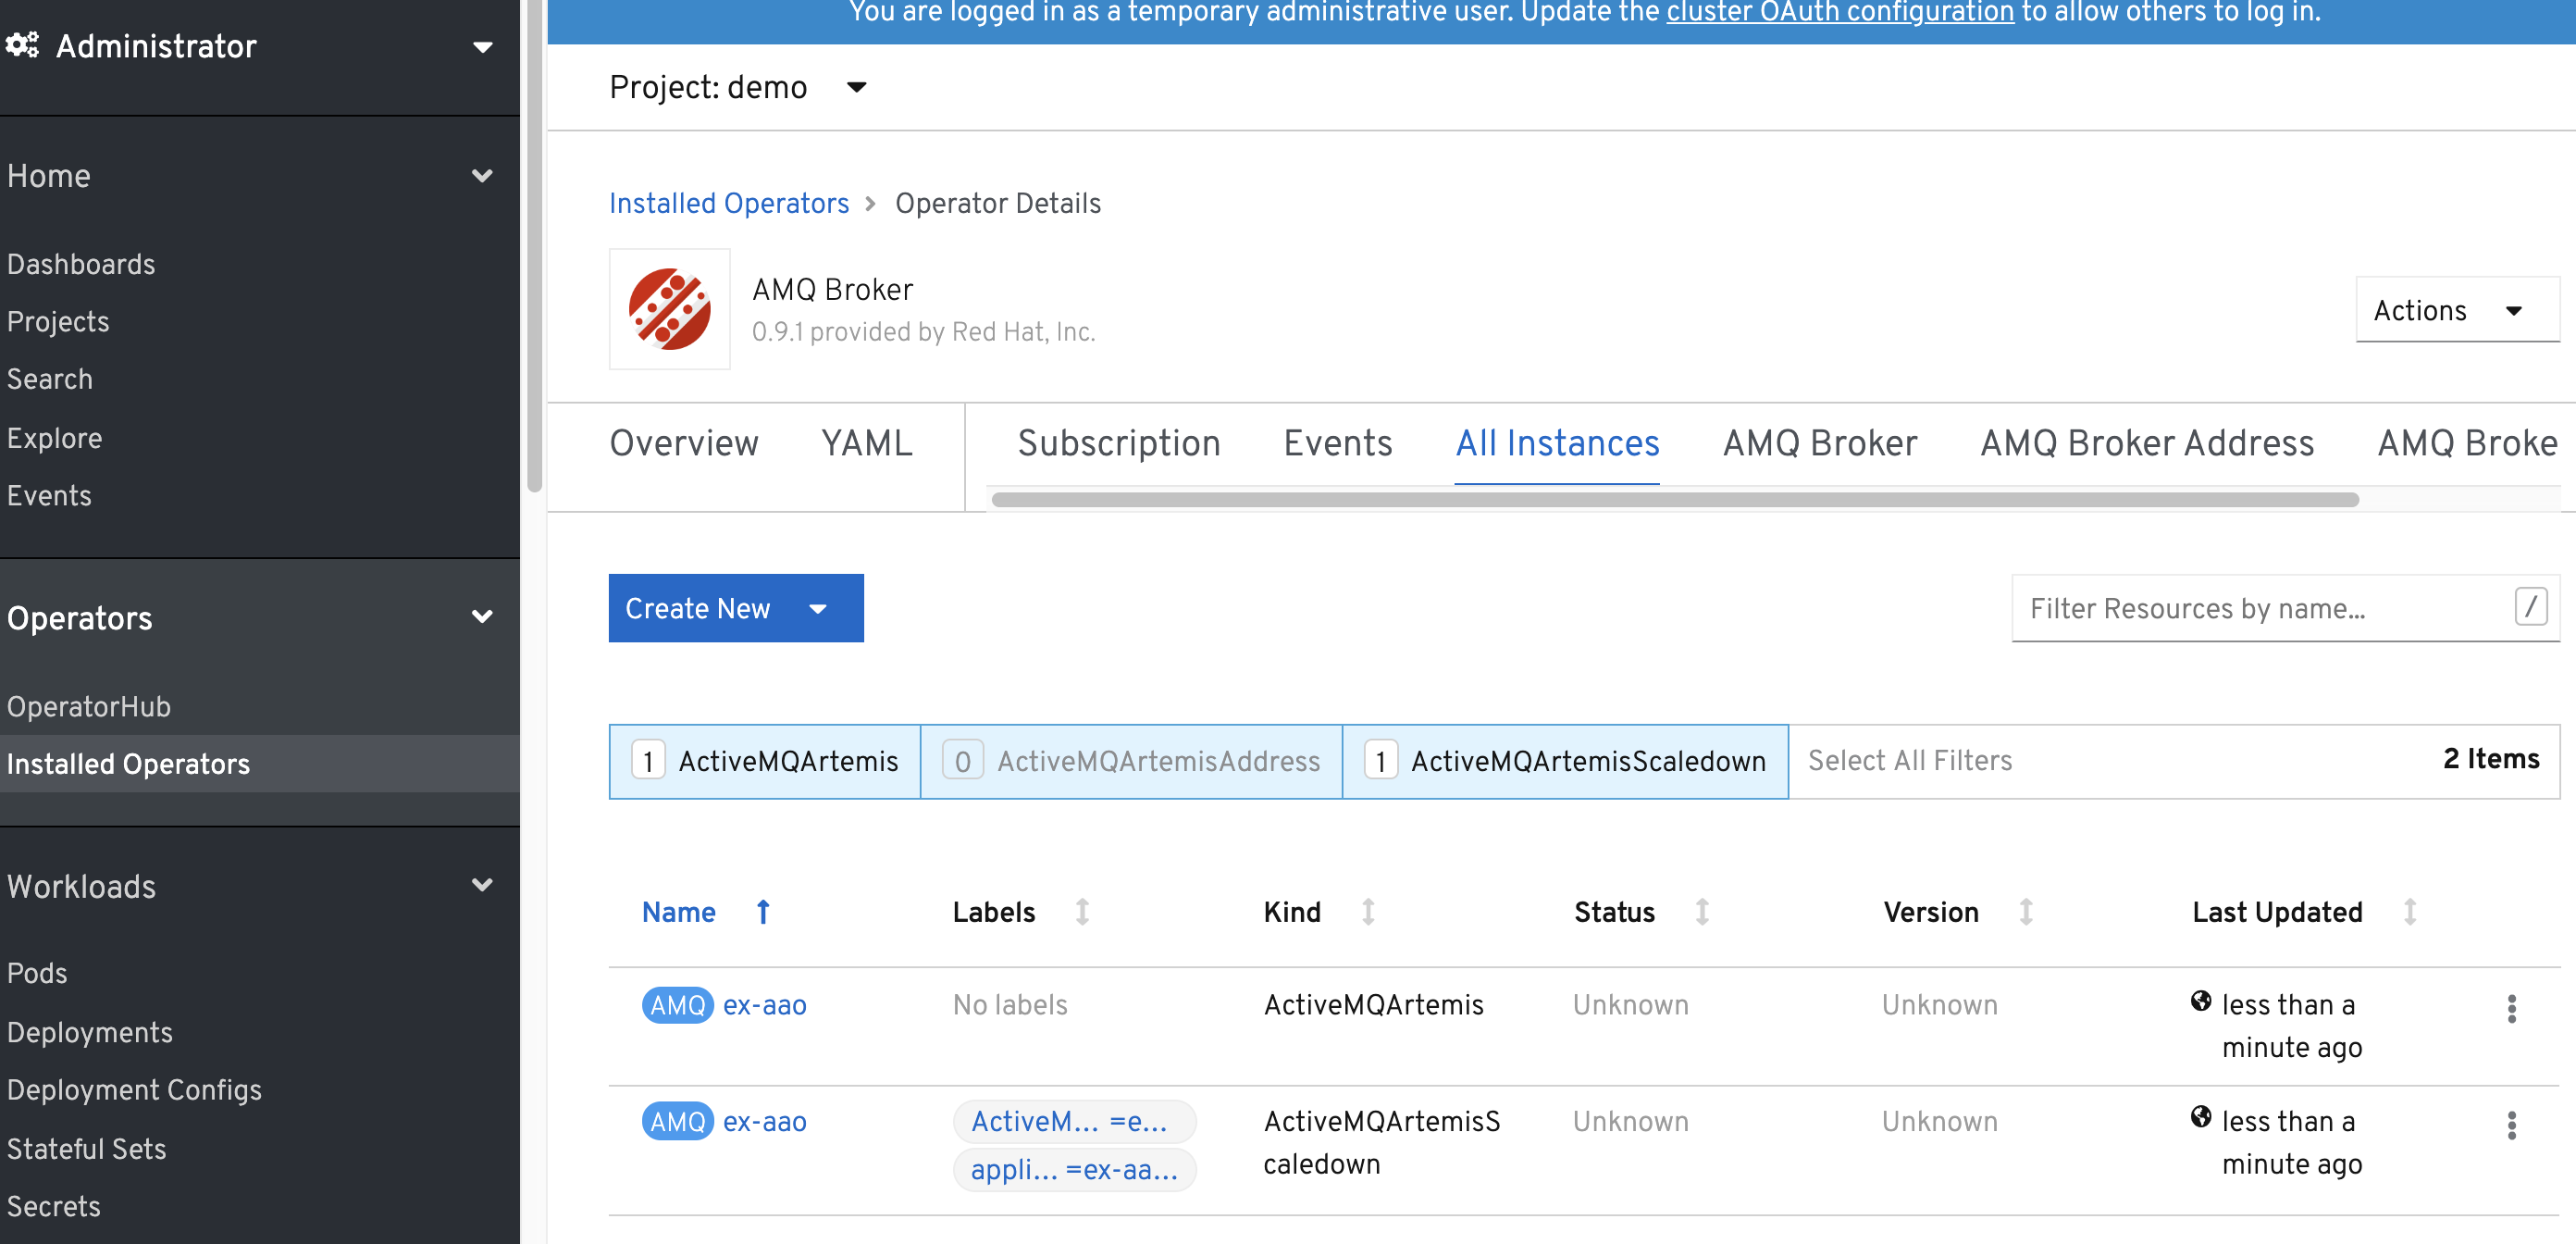 You are logged in as a temporary administrative user. Update the cluster OAuth configuration to allow others to log in.
Administrator
Project: demo
Home
Dashboards
Projects
Search
Explore
Events
Operators
OperatorHub
Installed Operators
Workloads
Pods
Deployments
Deployment Configs
Stateful Sets
Secrets
Installed Operators > Operator Details
AMQ Broker
0.9.1 provided by Red Hat, Inc.
Actions
Overview YAML Subscription Events All Instances AMQ Broker AMQ Broker Address AMQ Broke
Create New
Filter Resources by name... /
1 ActiveMQArtemis 0 ActiveMQArtemisAddress 1 ActiveMQArtemisScaledown Select All Filters 2 Items
Name Labels Kind Status Version Last Updated
AMQ ex-aao No labels ActiveMQArtemis Unknown Unknown less than a
minute ago
AMQ ex-aao ActiveM... =e... ActiveMQArtemisS Unknown Unknown less than a
appli... =ex-aa... caledown minute ago